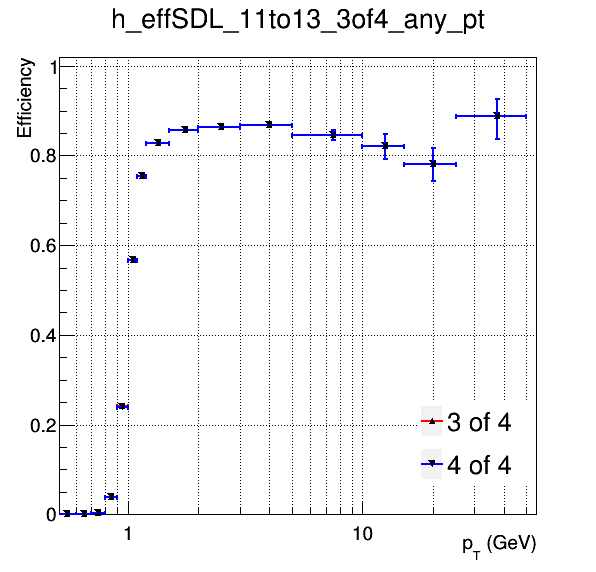 h_effSDL_11to13_3of4_any_pt
Efficiency
1
0.8
0.6
0.4
0.2
0
3 of 4
4 of 4
1
10
p_T (GeV)